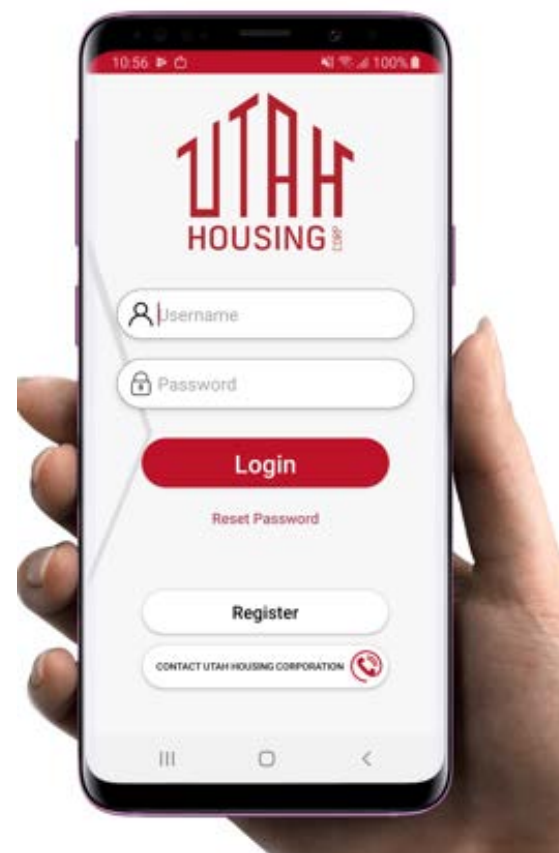 10:56
100%
UTAH
HOUSING CORP
Username
Password
Login
Reset Password
Register
CONTACT UTAH HOUSING CORPORATION